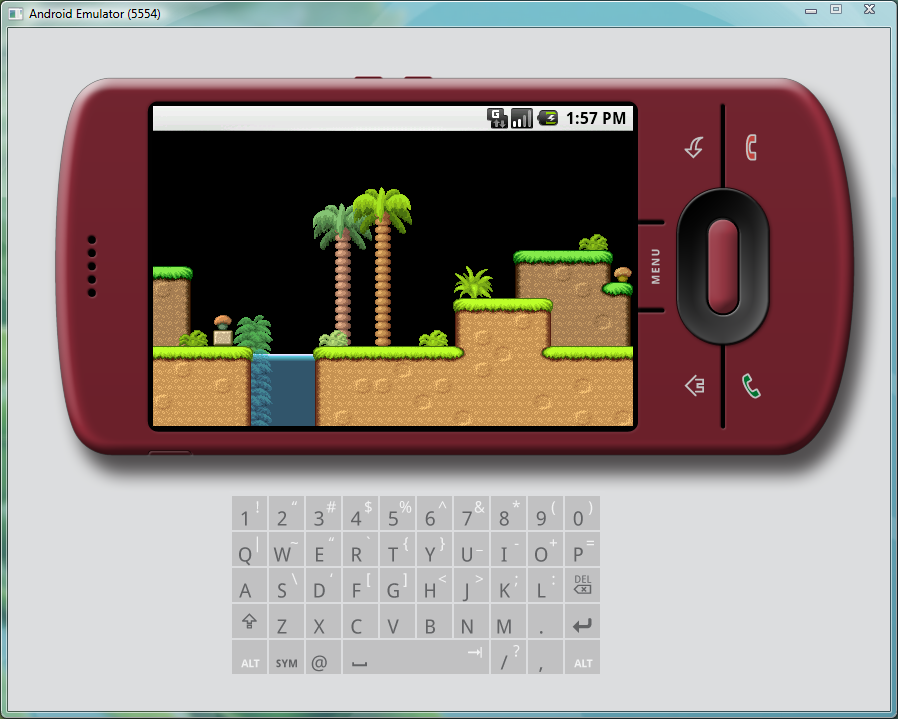 Android Emulator (5554)
G 1:57 PM
MENU
1 ! 2 “ 3 # 4 $ 5 % 6 ^ 7 & 8 * 9 ( 0 )
Q | W ~ E “ R ` T { Y } U _ I - O + P =
A S \ D ‘ F [ G ] H < J > K ; L : DEL
Z X C V B N M .
ALT SYM @ / ? , ALT